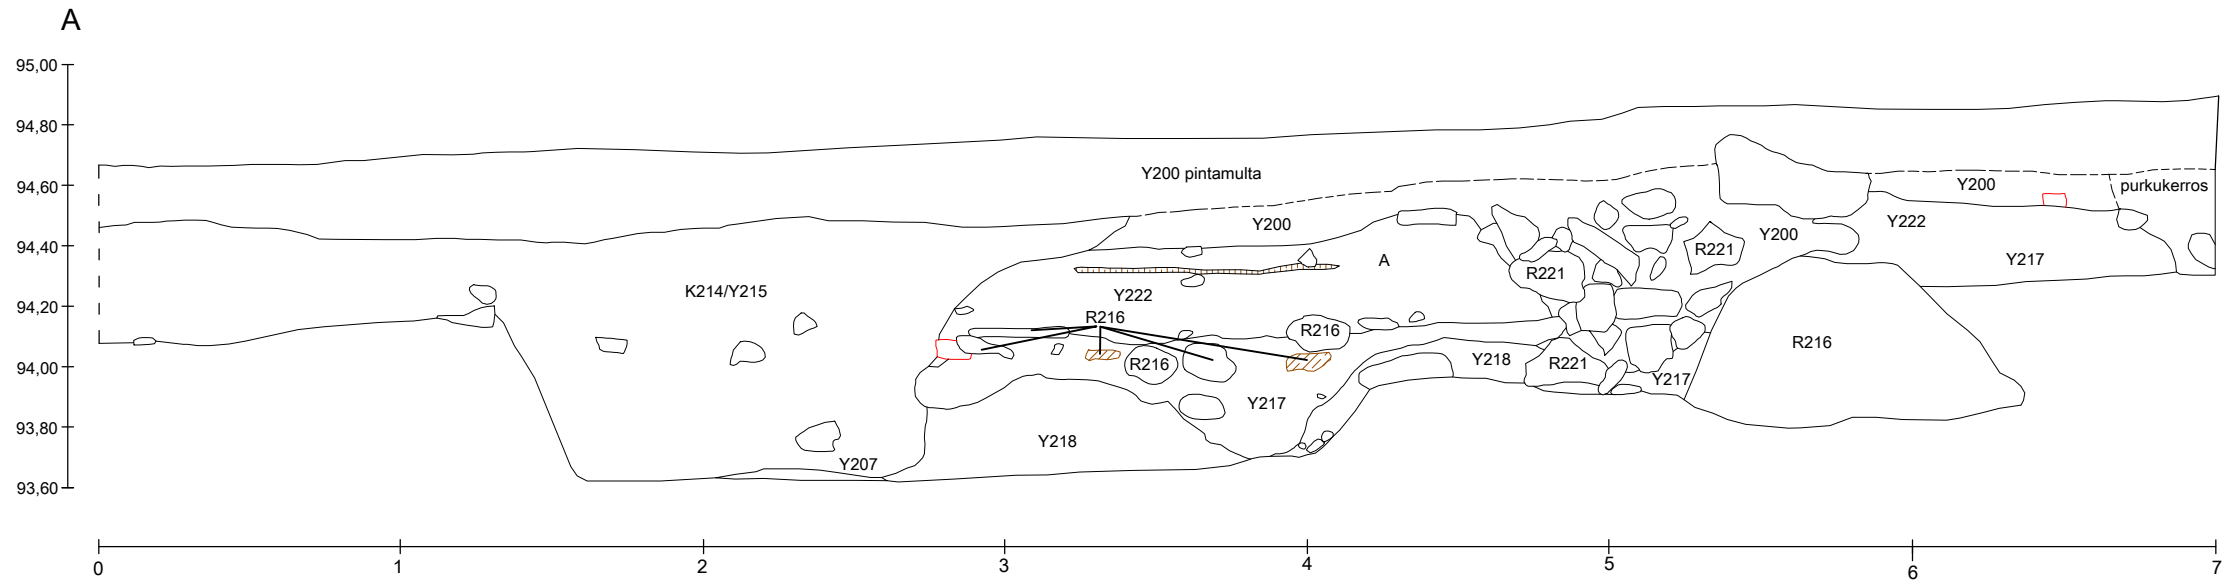 A
95,00
94,80
94,60
94,40
94,20
94,00
93,80
93,60
Y200 pintamulta
Y200
purkukerros
Y200
Y222
Y200
R221
A
R221
Y217
K214/Y215
Y222
R216
R216
R216
R216
Y218
R221
Y217
Y217
Y218
Y207
0
1
2
3
4
5
6
7